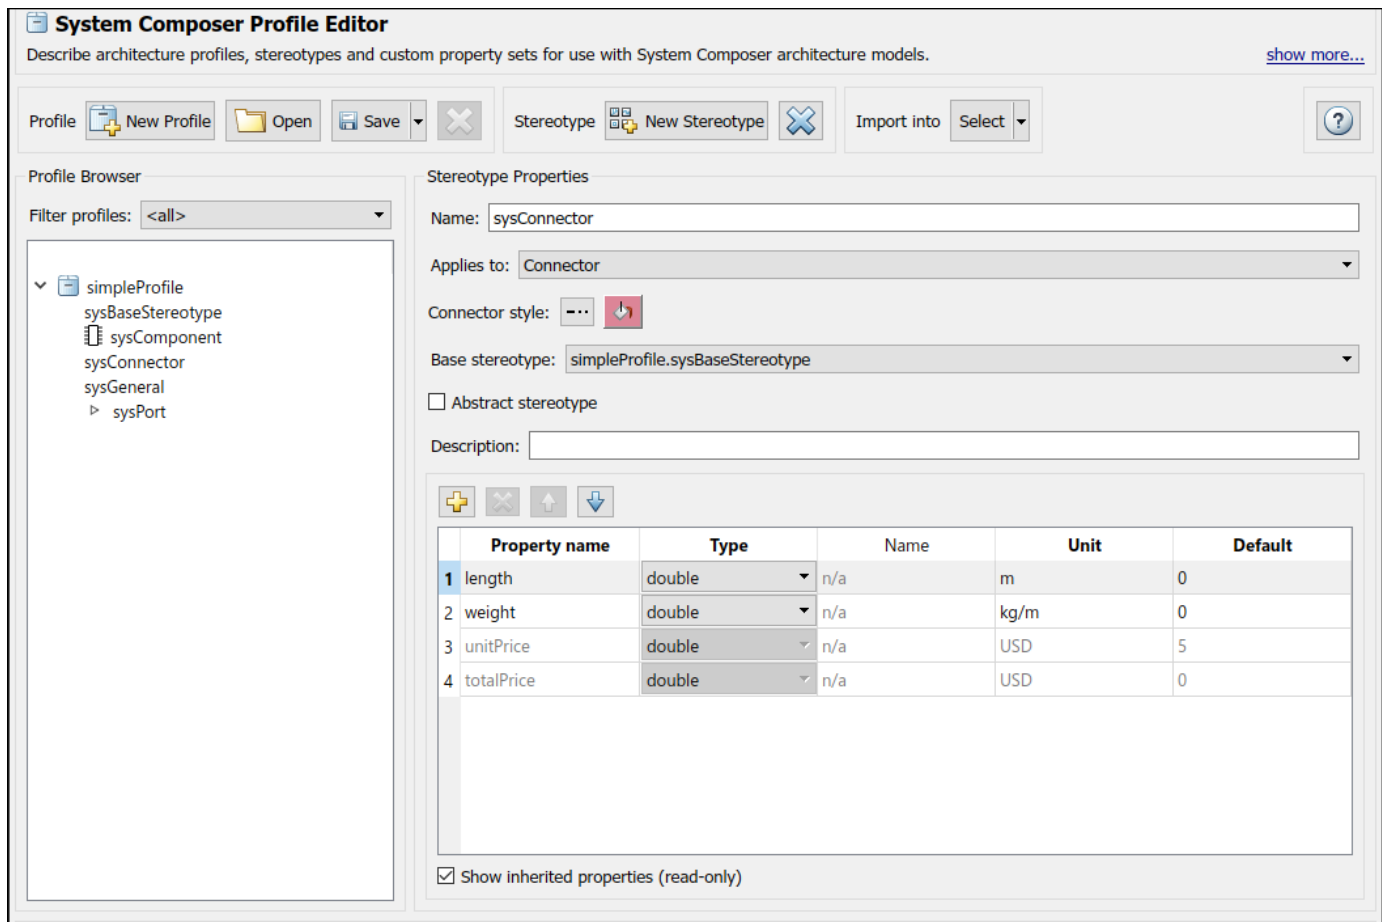 System Composer Profile Editor
Describe architecture profiles, stereotypes and custom property sets for use with System Composer architecture models. show more...
Profile New Profile Open Save Stereotype New Stereotype Import into Select ?
Profile Browser
Filter profiles: <all>
simpleProfile
sysBaseStereotype
sysComponent
sysConnector
sysGeneral
sysPort
Stereotype Properties
Name: sysConnector
Applies to: Connector
Connector style:
Base stereotype: simpleProfile.sysBaseStereotype
Abstract stereotype
Description:
Property name Type Name Unit Default
1 length double n/a m 0
2 weight double n/a kg/m 0
3 unitPrice double n/a USD 5
4 totalPrice double n/a USD 0
Show inherited properties (read-only)